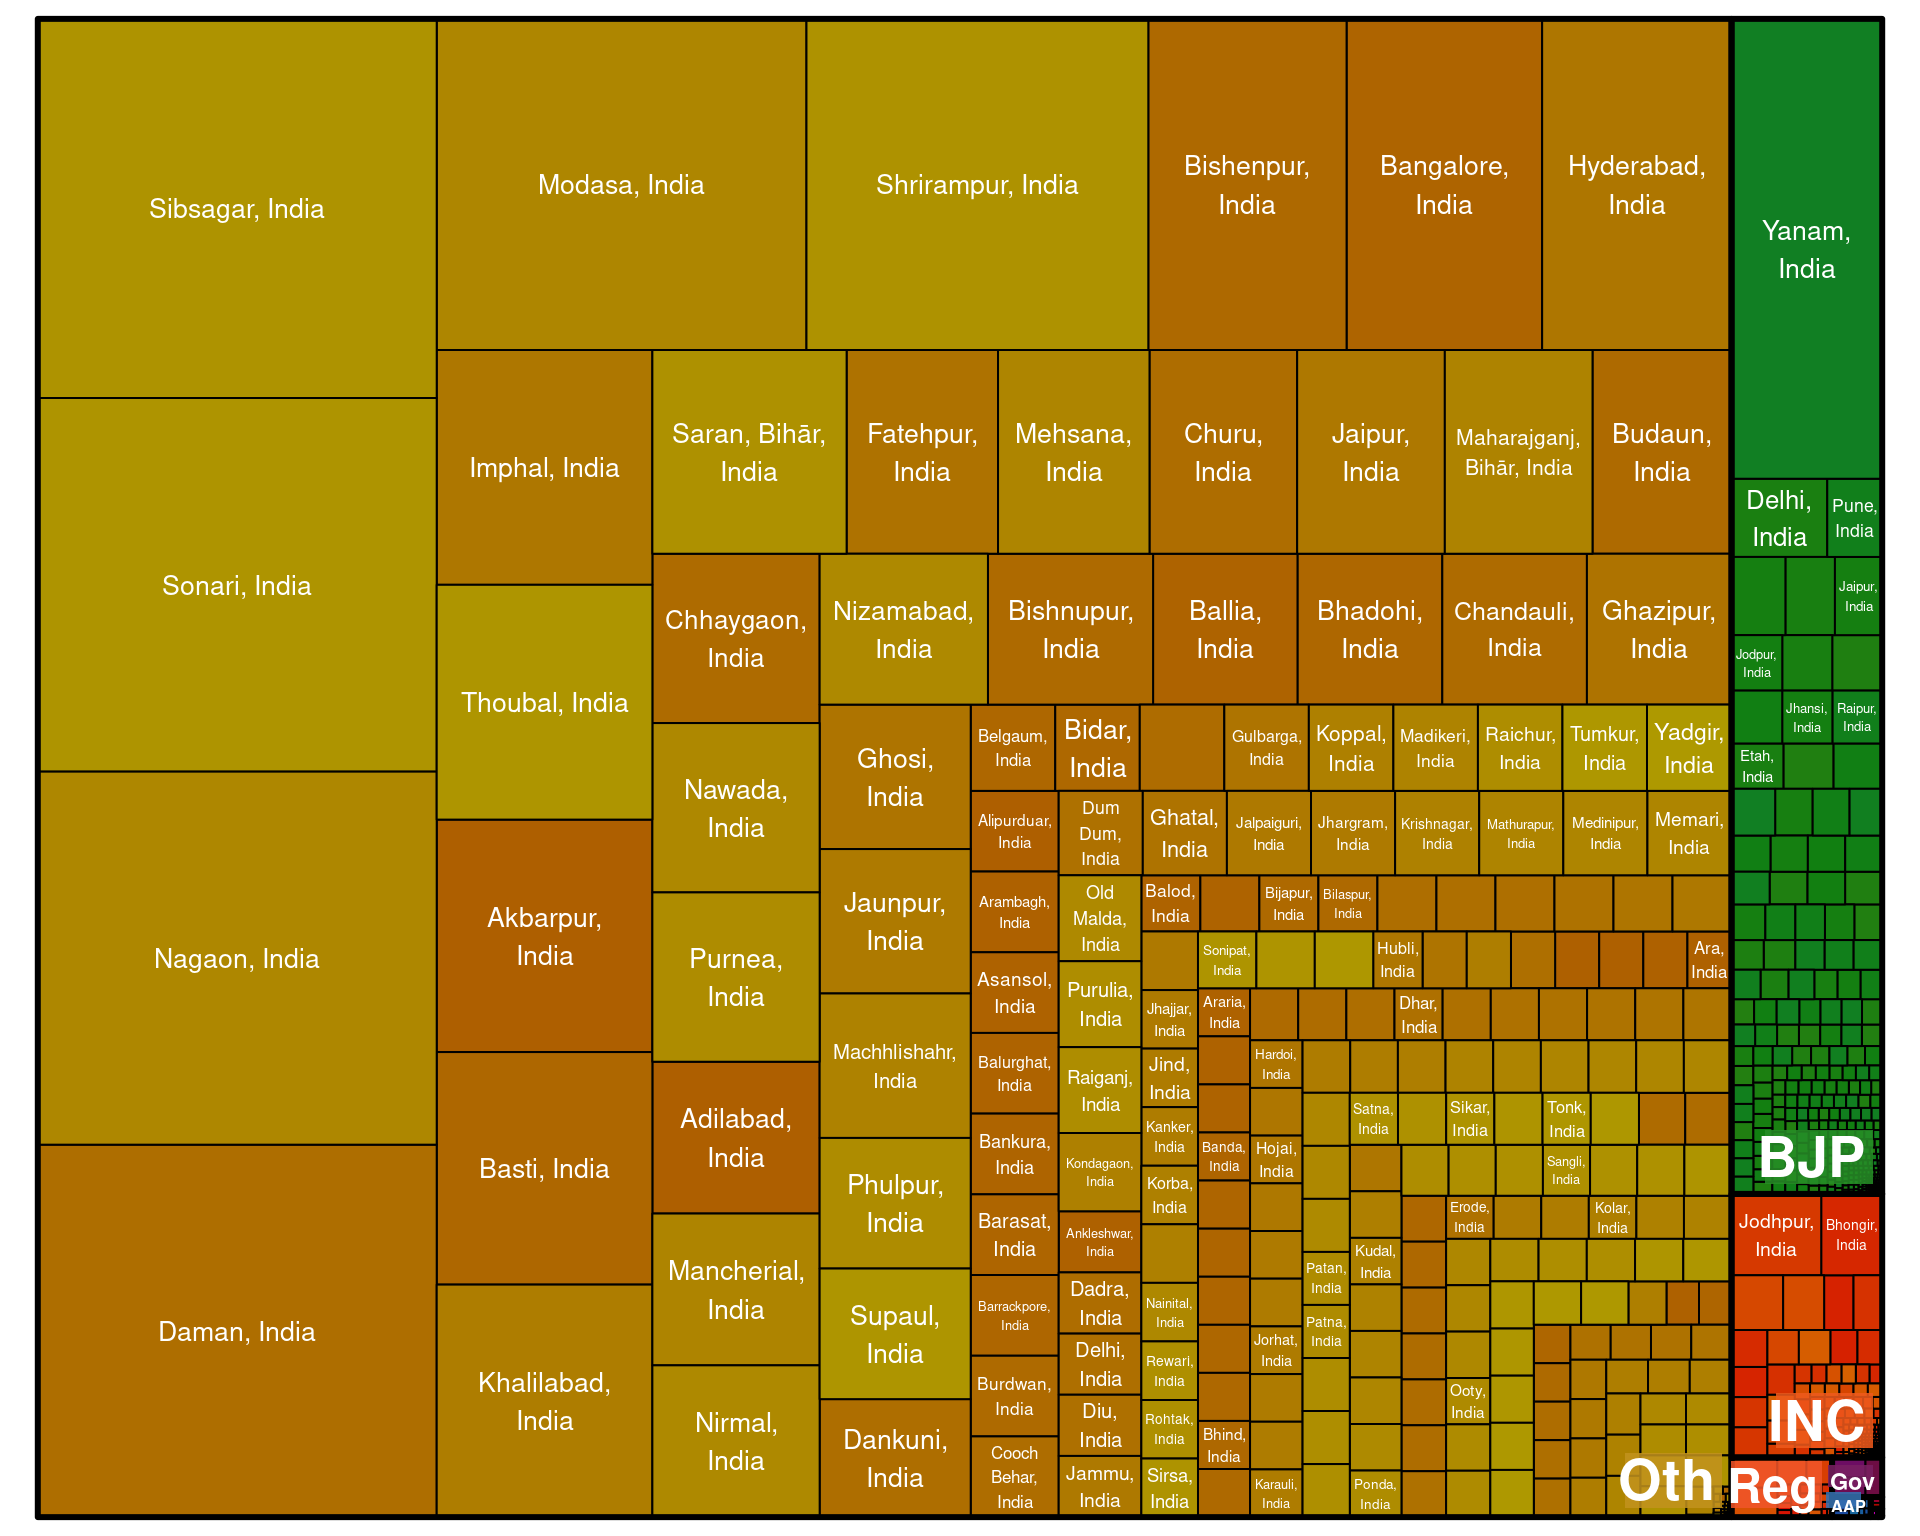 Sibsagar, India
Sonari, India
Nagaon, India
Daman, India
Modasa, India
Shrirampur, India
Bishenpur,
India
Bangalore,
India
Hyderabad,
India
Imphal, India
Thoubal, India
Akbarpur,
India
Basti, India
Khalilabad,
India
Saran, Bihār,
India
Fatehpur,
India
Mehsana,
India
Churu,
India
Jaipur,
India
Maharajganj,
Bihār, India
Budaun,
India
Chhaygaon,
India
Nawada,
India
Purnea,
India
Adilabad,
India
Mancherial,
India
Nirmal,
India
Nizamabad,
India
Bishnupur,
India
Ballia,
India
Bhadohi,
India
Chandauli,
India
Ghazipur,
India
Ghosi,
India
Jaunpur,
India
Machhlishahr,
India
Phulpur,
India
Supaul,
India
Dankuni,
India
Belgaum,
India
Bidar,
India
Gulbarga,
India
Koppal,
India
Madikeri,
India
Raichur,
India
Tumkur,
India
Yadgir,
India
Alipurduar,
India
Arambagh,
India
Asansol,
India
Balurghat,
India
Bankura,
India
Barasat,
India
Barrackpore,
India
Burdwan,
India
Cooch
Behar,
India
Dum
Dum,
India
Ghatal,
India
Jalpaiguri,
India
Jhargram,
India
Krishnagar,
India
Mathurapur,
India
Medinipur,
India
Memari,
India
Old
Malda,
India
Purulia,
India
Raiganj,
India
Kondagaon,
India
Ankleshwar,
India
Dadra,
India
Delhi,
India
Diu,
India
Jammu,
India
Balod,
India
Bijapur,
India
Bilaspur,
India
Jhajjar,
India
Jind,
India
Kanker,
India
Korba,
India
Nainital,
India
Rewari,
India
Rohtak,
India
Sirsa,
India
Sonipat,
India
Hubli,
India
Ara,
India
Araria,
India
Banda,
India
Bhind,
India
Dhar,
India
Hardoi,
India
Hojai,
India
Jorhat,
India
Karauli,
India
Satna,
India
Sikar,
India
Tonk,
India
Sangli,
India
Patan,
India
Patna,
India
Kudal,
India
Ponda,
India
Erode,
India
Kolar,
India
Ooty,
India
Oth
Yanam,
India
Delhi,
India
Pune,
India
Jaipur,
India
Jodpur,
India
Jhansi,
India
Raipur,
India
Etah,
India
BJP
Jodhpur,
India
Bhongir,
India
INC
Reg
Gov
AAP